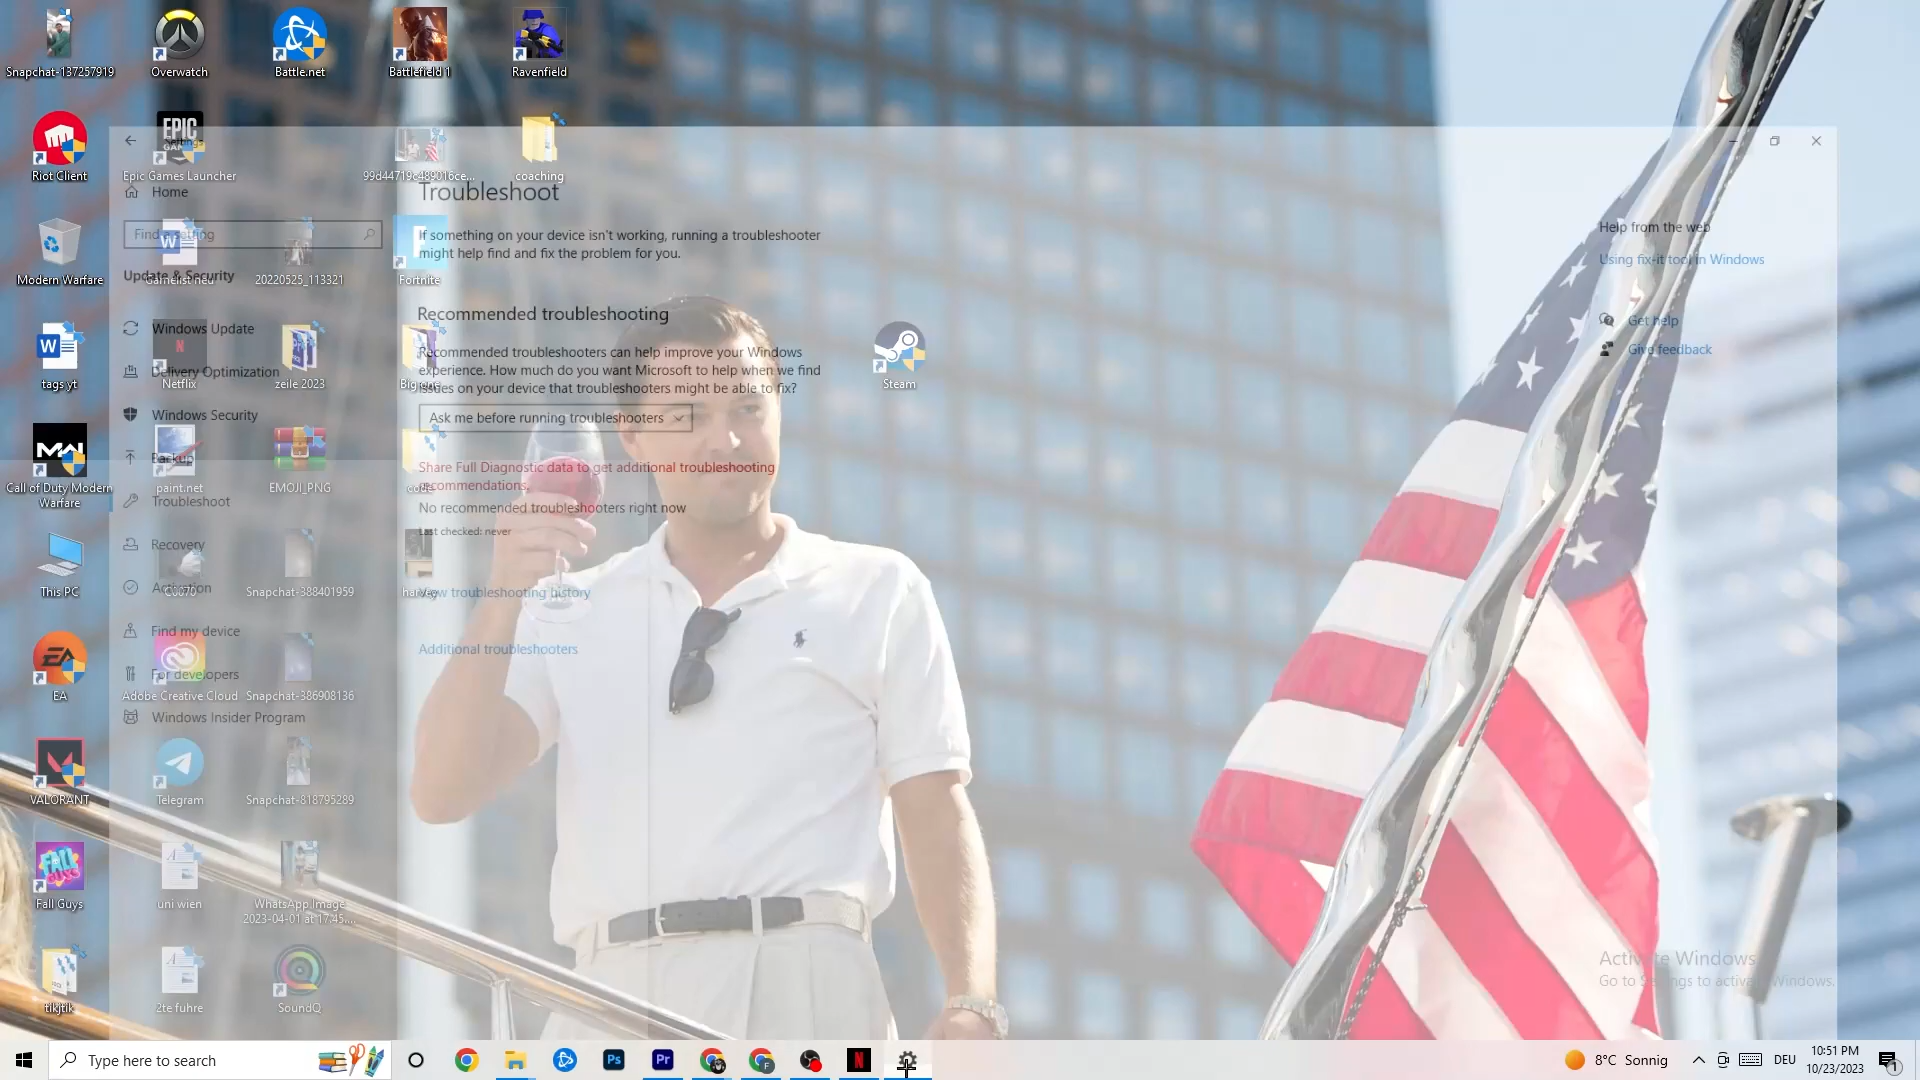 Snapchat-137257919
Overwatch
Battle.net
Battlefield 1
Ravenfield
Riot Client
EPIC
Epic Games Launcher
99d44719c489016ce...
coaching
Modern Warfare
Gamelist neu
20220525_113321
Fortnite
tags yt
Netflix
zeile 2023
Steam
Call of Duty Modern
Warfare
paint.net
EMOJI_PNG
code
This PC
Snapchat-388401959
harvey
EA
Adobe Creative Cloud
Snapchat-386908136
VALORANT
Telegram
Snapchat-818795289
FALL
GUYS
Fall Guys
uni wien
WhatsApp Image
2023-04-01 at 17.45....
tikjtik
2te fuhre
SoundQ
Settings
Home
Find a setting
Update & Security
Windows Update
Delivery Optimization
Windows Security
Backup
Troubleshoot
Recovery
Activation
Find my device
For developers
Windows Insider Program
Troubleshoot
If something on your device isn't working, running a troubleshooter
might help find and fix the problem for you.
Recommended troubleshooting
Recommended troubleshooters can help improve your Windows
experience. How much do you want Microsoft to help when we find
issues on your device that troubleshooters might be able to fix?
Ask me before running troubleshooters
Share Full Diagnostic data to get additional troubleshooting
recommendations.
No recommended troubleshooters right now
Last checked: never
View troubleshooting history
Additional troubleshooters
Help from the web
Using fix-it tool in Windows
Get help
Give feedback
Activate Windows
Go to Settings to activate Windows.
Type here to search
Ps
Pr
F
N
8°C Sonnig
DEU
10:51 PM
10/23/2023
1